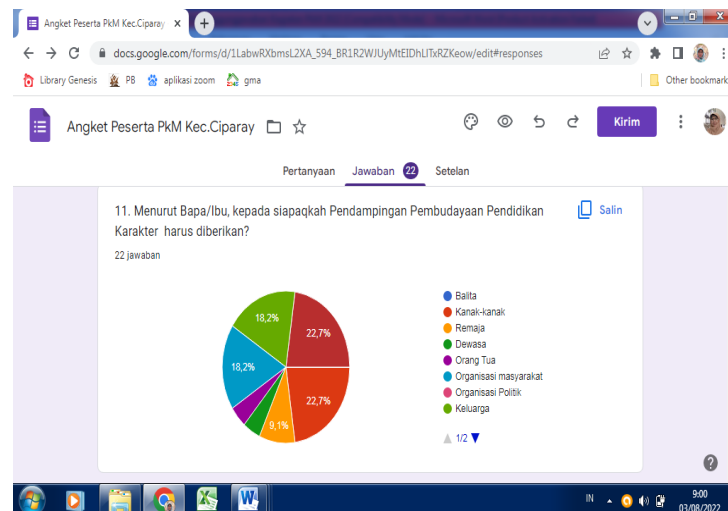 Angket Peserta PkM Kec.Ciparay
docs.google.com/forms/d/1LabwRXbmsL2XA_594_BR1R2WJUyMtEIDhLlTxRZKeow/edit#responses
Library Genesis PB aplikasi zoom gma Other bookmark
Angket Peserta PkM Kec.Ciparay Kirim
Pertanyaan Jawaban 22 Setelan
11. Menurut Bapa/Ibu, kepada siapaqkah Pendampingan Pembudayaan Pendidikan Salin
Karakter harus diberikan?
22 jawaban
18,2%
22,7%
18,2%
22,7%
9,1%
Balita
Kanak-kanak
Remaja
Dewasa
Orang Tua
Organisasi masyarakat
Organisasi Politik
Keluarga
1/2
IN 9:00
03/08/2022